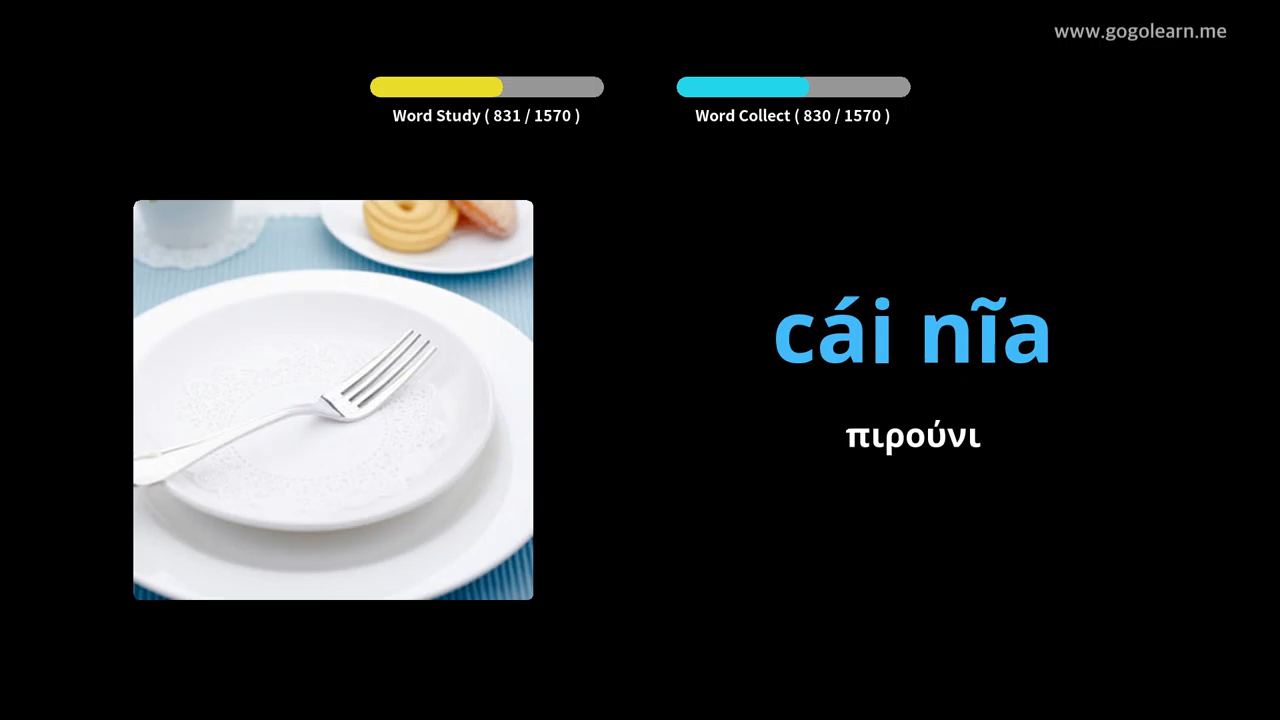 www.gogolearn.me
Word Study ( 831 / 1570 )
Word Collect ( 830 / 1570 )
cái nĩa
πιρούνι